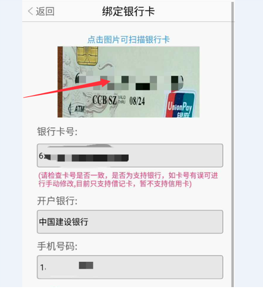 返回
绑定银行卡
点击图片可扫描银行卡
CCB SZ 08/24
ATM
UnionPay
银行卡号:
6
(请检查卡号是否一致，是否为支持银行，如卡号有误可进行手动修改,目前只支持借记卡，暂不支持信用卡)
开户银行:
中国建设银行
手机号码:
1.